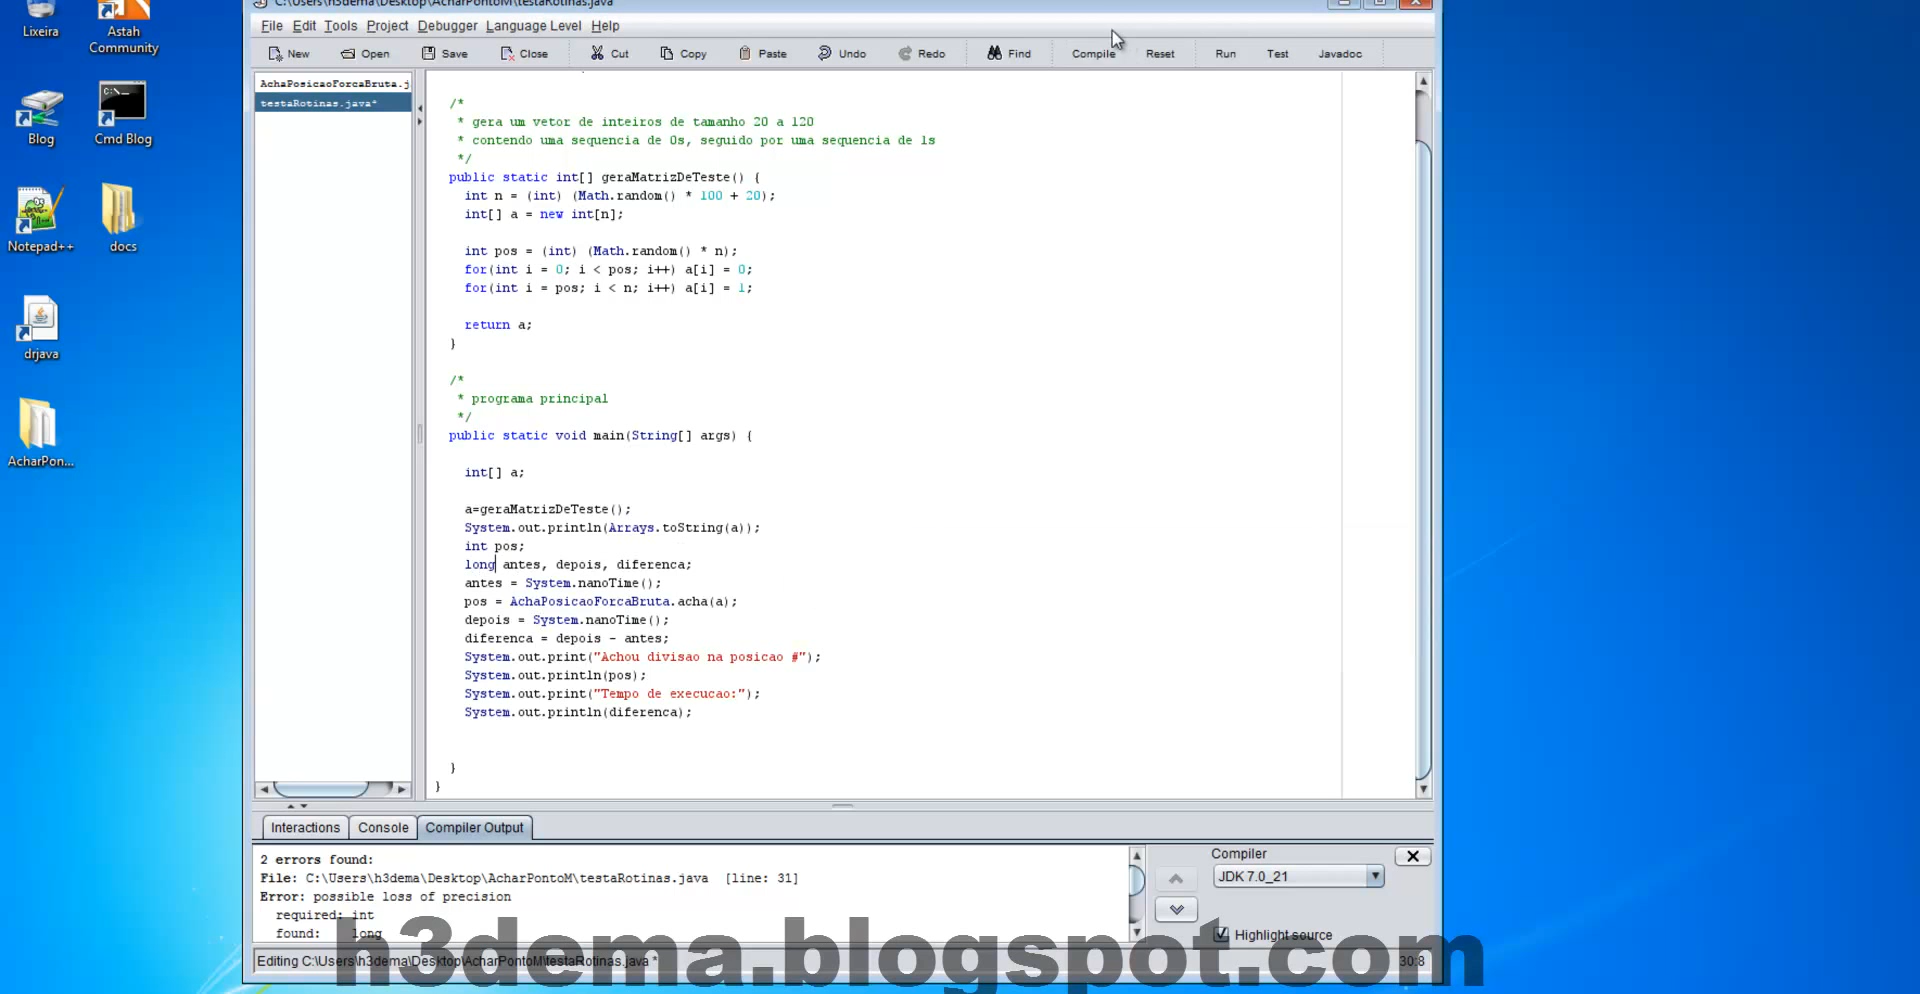 C:\Users\h3dema\Desktop\AcharPontoM\testaRotinas.java
Lixeira
Astah
Community
Blog
Cmd Blog
Notepad++
docs
drjava
AcharPon...
File Edit Tools Project Debugger Language Level Help
New Open Save Close Cut Copy Paste Undo Redo Find Compile Reset Run Test Javadoc
AchaPosicaoForcaBruta.j
testaRotinas.java*
/*
* gera um vetor de inteiros de tamanho 20 a 120
* contendo uma sequencia de 0s, seguido por uma sequencia de 1s
*/
public static int[] geraMatrizDeTeste() {
int n = (int) (Math.random() * 100 + 20);
int[] a = new int[n];
int pos = (int) (Math.random() * n);
for(int i = 0; i < pos; i++) a[i] = 0;
for(int i = pos; i < n; i++) a[i] = 1;
return a;
}
/*
* programa principal
*/
public static void main(String[] args) {
int[] a;
a=geraMatrizDeTeste();
System.out.println(Arrays.toString(a));
int pos;
long antes, depois, diferenca;
antes = System.nanoTime();
pos = AchaPosicaoForcaBruta.acha(a);
depois = System.nanoTime();
diferenca = depois - antes;
System.out.print("Achou divisao na posicao #");
System.out.println(pos);
System.out.print("Tempo de execucao:");
System.out.println(diferenca);
}
}
Interactions Console Compiler Output
2 errors found:
File: C:\Users\h3dema\Desktop\AcharPontoM\testaRotinas.java [line: 31]
Error: possible loss of precision
required: int
found: long
Compiler
JDK 7.0_21
Highlight source
Editing C:\Users\h3dema\Desktop\AcharPontoM\testaRotinas.java *
30:8
h3dema.blogspot.com